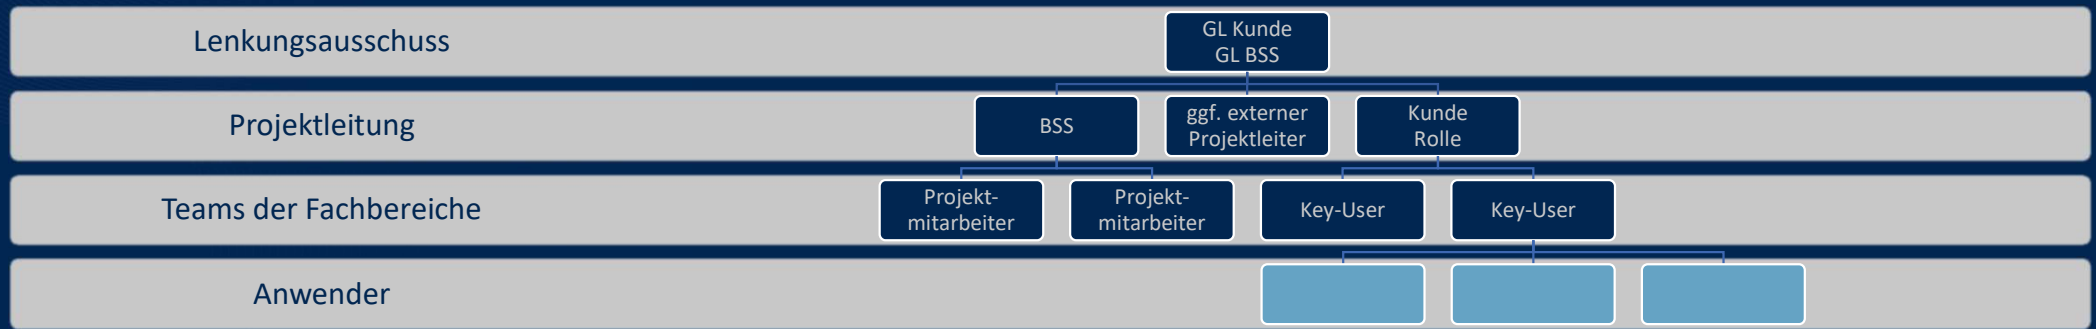 Lenkungsausschuss
GL Kunde
GL BSS
Projektleitung
BSS
ggf. externer
Projektleiter
Kunde
Rolle
Teams der Fachbereiche
Projekt-
mitarbeiter
Projekt-
mitarbeiter
Key-User
Key-User
Anwender